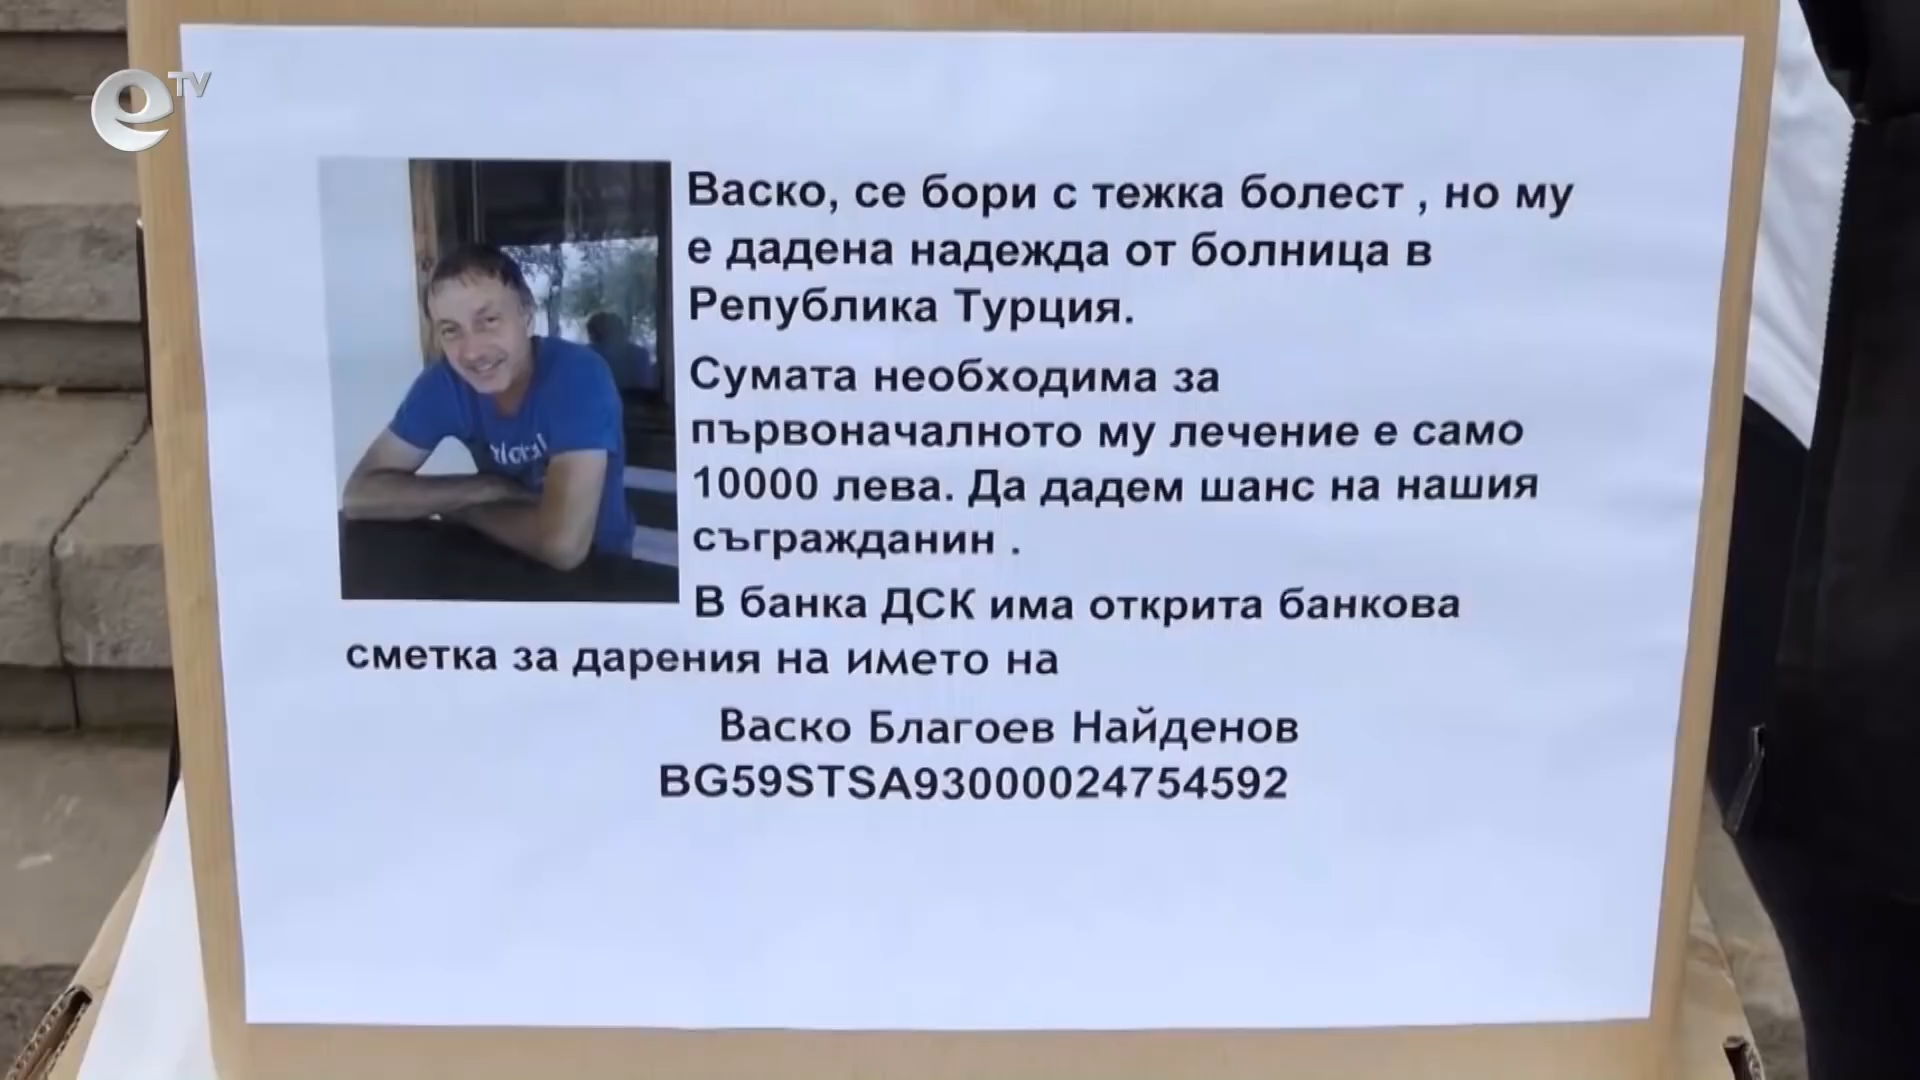 eTV
Васко, се бори с тежка болест , но му
е дадена надежда от болница в
Република Турция.
Сумата необходима за
първоначалното му лечение е само
10000 лева. Да дадем шанс на нашия
съгражданин .
В банка ДСК има открита банкова
сметка за дарения на името на
Васко Благоев Найденов
BG59STSA93000024754592